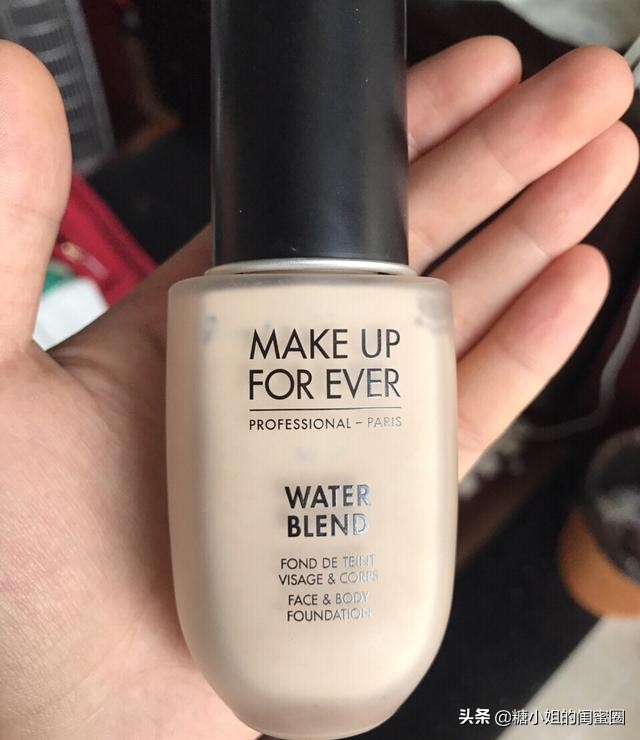 MAKE UP
FOR EVER
PROFESSIONAL – PARIS
WATER
BLEND
FOND DE TEINT
VISAGE & CORPS
FACE & BODY
FOUNDATION
头条 @糖小姐的闺蜜圈